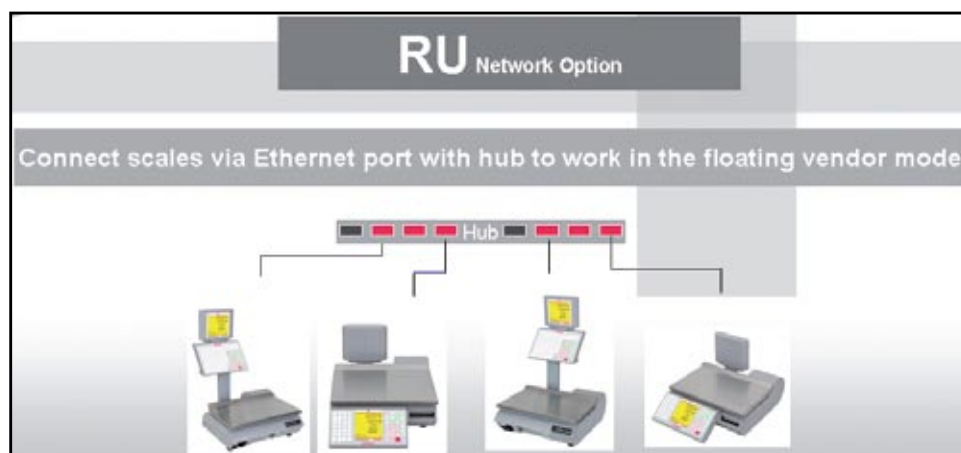 RU Network Option
Connect scales via Ethernet port with hub to work in the floating vendor mode
Hub